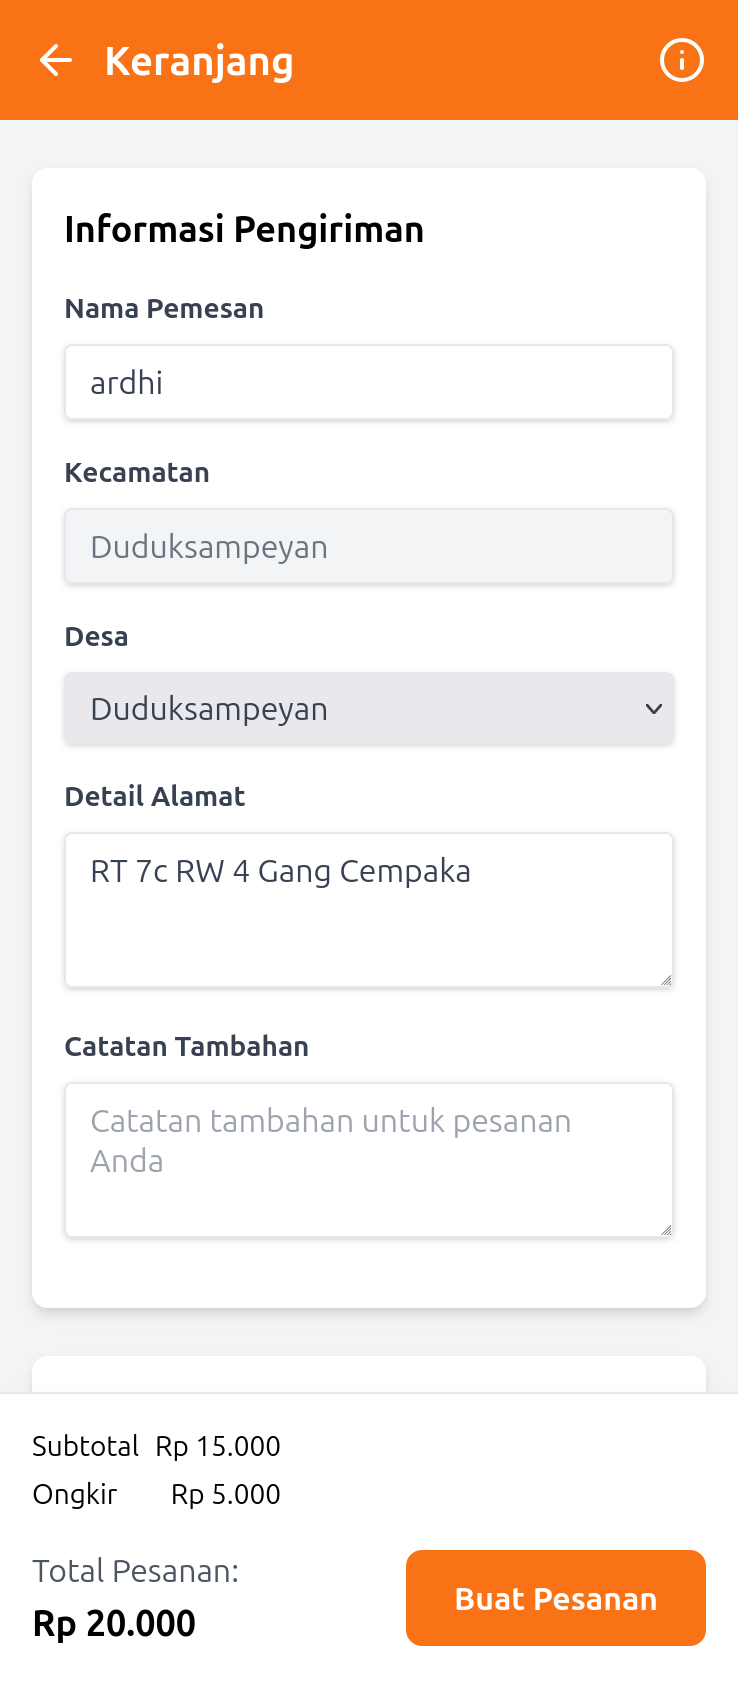 Keranjang
Informasi Pengiriman
Nama Pemesan
ardhi
Kecamatan
Duduksampeyan
Desa
Duduksampeyan
Detail Alamat
RT 7c RW 4 Gang Cempaka
Catatan Tambahan
Catatan tambahan untuk pesanan
Anda
Subtotal Rp 15.000
Ongkir Rp 5.000
Total Pesanan:
Rp 20.000
Buat Pesanan